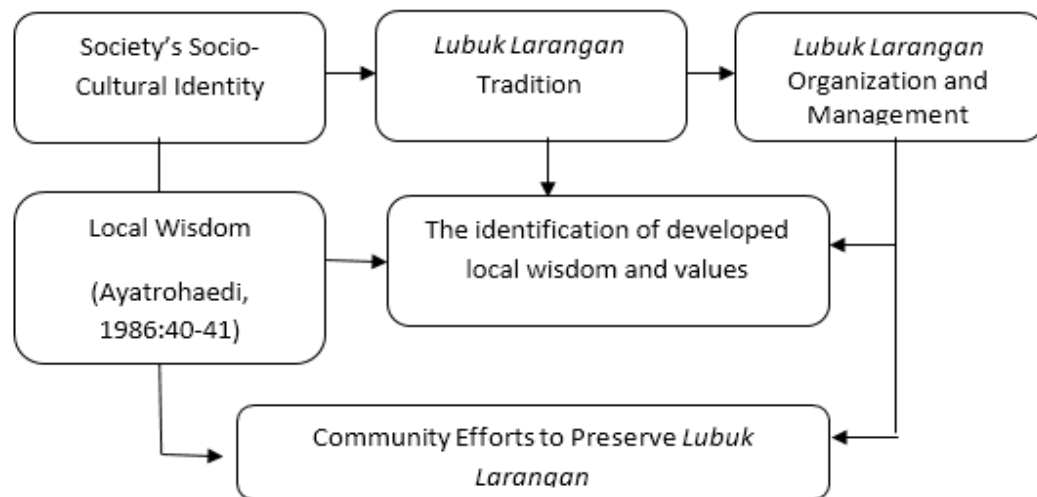 Society's Socio-
Cultural Identity
Lubuk Larangan
Tradition
Lubuk Larangan
Organization and
Management
Local Wisdom
(Ayatrohaedi,
1986:40-41)
The identification of developed
local wisdom and values
Community Efforts to Preserve Lubuk
Larangan